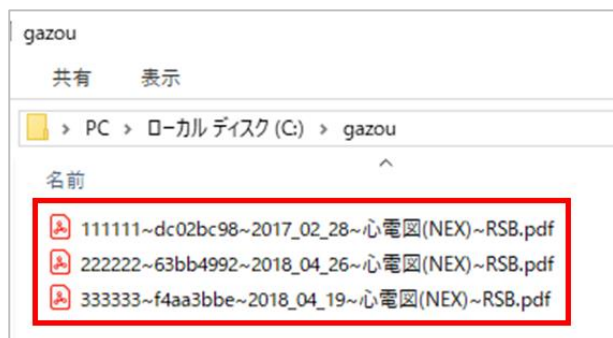 gazou
共有 表示
> PC > ローカル ディスク (C:) > gazou
名前
111111~dc02bc98~2017_02_28~心電図(NEX)~RSB.pdf
222222~63bb4992~2018_04_26~心電図(NEX)~RSB.pdf
333333~f4aa3bbe~2018_04_19~心電図(NEX)~RSB.pdf